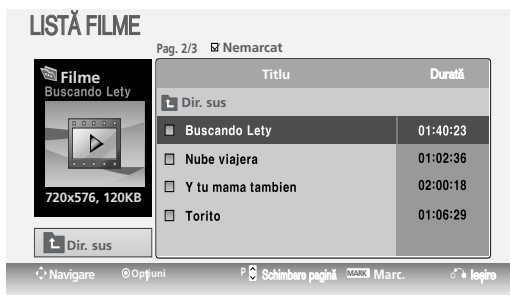 LISTĂ FILME
Pag. 2/3 Nemarcat
Filme
Buscando Lety
720x576, 120KB
Dir. sus
Titlu Durată
Dir. sus
Buscando Lety 01:40:23
Nube viajera 01:02:36
Y tu mama tambien 02:00:18
Torito 01:06:29
Navigare Opţiuni P Schimbare pagină MARK Marc. Ieşire